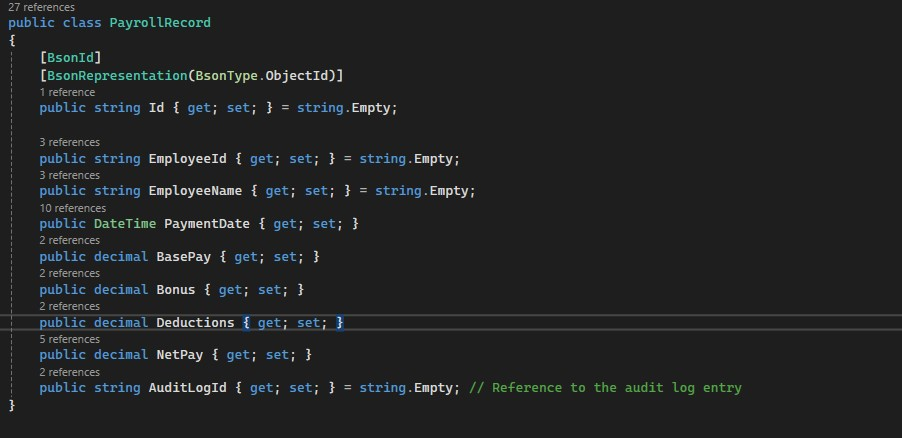 27 references
public class PayrollRecord
{
[BsonId]
[BsonRepresentation(BsonType.ObjectId)]
1 reference
public string Id { get; set; } = string.Empty;
3 references
public string EmployeeId { get; set; } = string.Empty;
3 references
public string EmployeeName { get; set; } = string.Empty;
10 references
public DateTime PaymentDate { get; set; }
2 references
public decimal BasePay { get; set; }
2 references
public decimal Bonus { get; set; }
2 references
public decimal Deductions { get; set; }
5 references
public decimal NetPay { get; set; }
2 references
public string AuditLogId { get; set; } = string.Empty; // Reference to the audit log entry
}